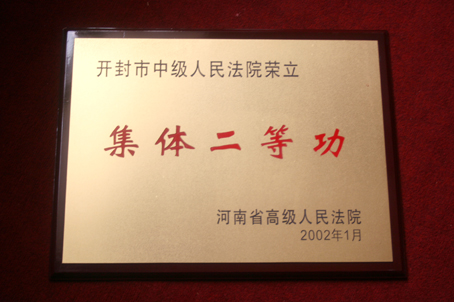 开封市中级人民法院荣立
集体二等功
河南省高级人民法院
2002年1月